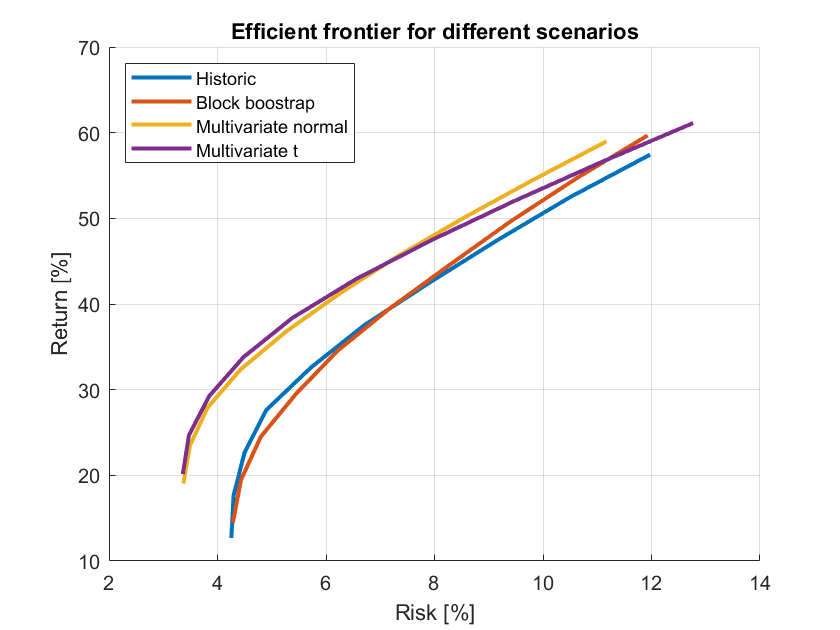 Efficient frontier for different scenarios
70
60
50
40
30
20
10
Return [%]
Historic
Block boostrap
Multivariate normal
Multivariate t
2
4
6
8
10
12
14
Risk [%]